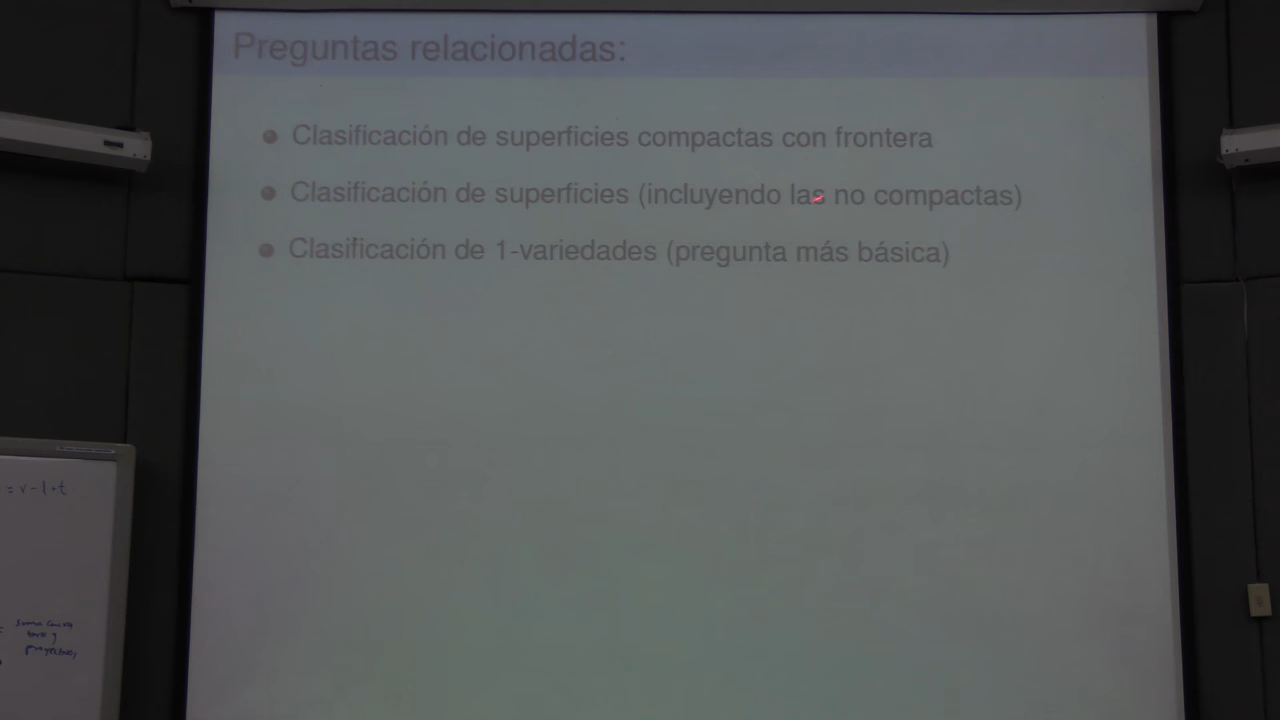 Preguntas relacionadas:
Clasificación de superficies compactas con frontera
Clasificación de superficies (incluyendo las no compactas)
Clasificación de 1-variedades (pregunta más básica)
= v - l + t